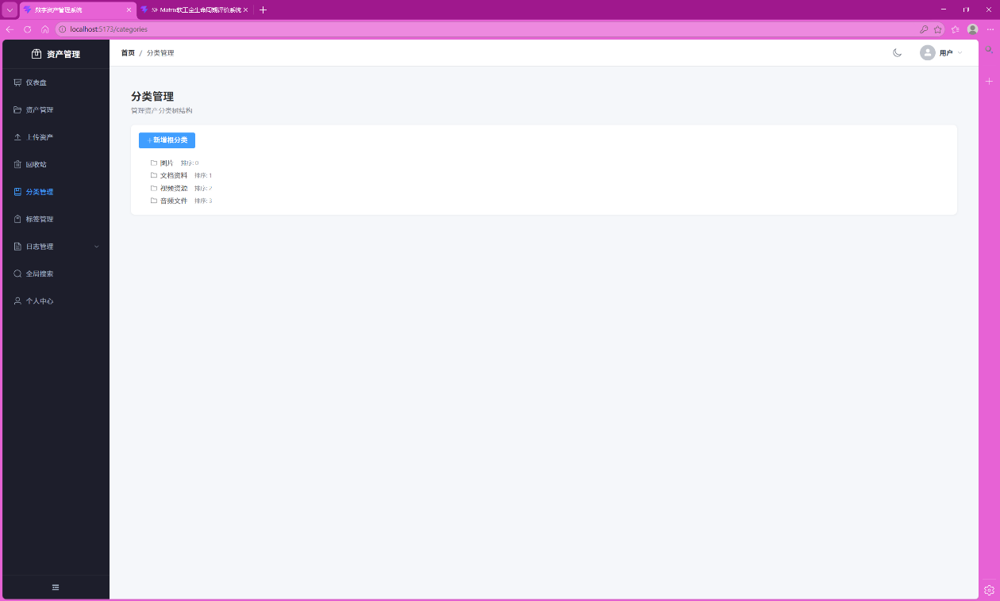 数字资产管理系统
SE-Matrix软工全生命周期评价系统
localhost:5173/categories
资产管理
首页 / 分类管理
用户
仪表盘
资产管理
上传资产
回收站
分类管理
标签管理
日志管理
全局搜索
个人中心
分类管理
管理资产分类树结构
+ 新增根分类
图片 排序: 0
文档资料 排序: 1
视频资源 排序: 2
音频文件 排序: 3